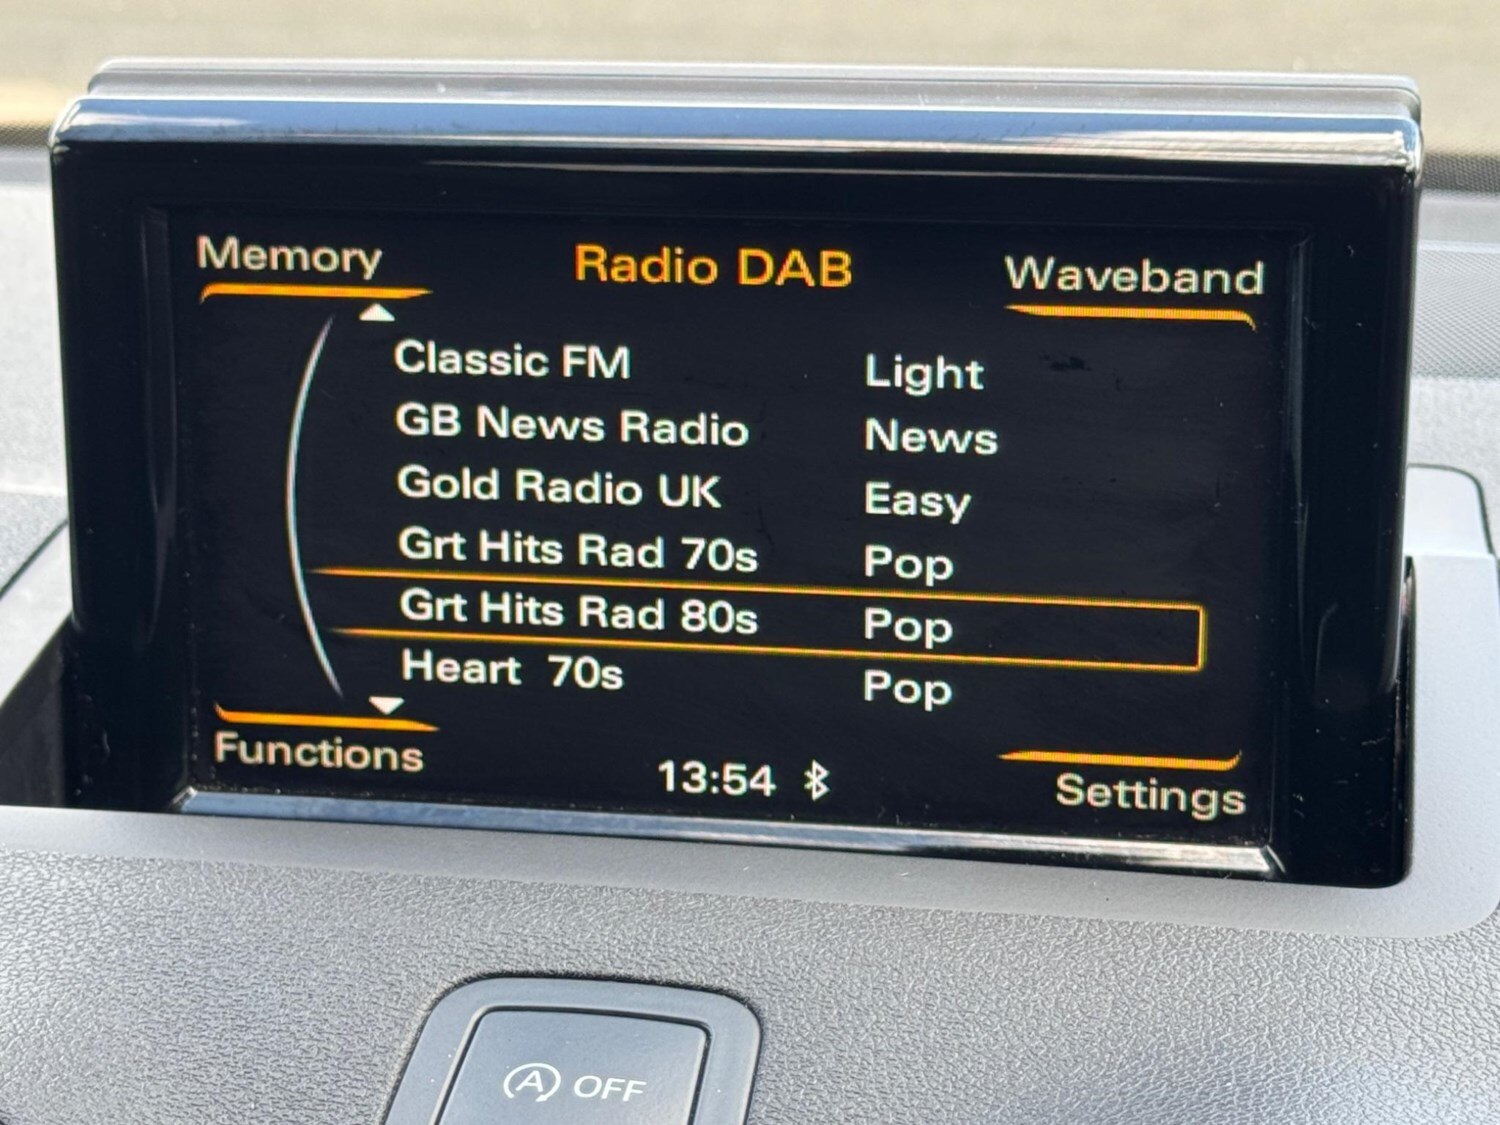 Memory Radio DAB Waveband
Classic FM Light
GB News Radio News
Gold Radio UK Easy
Grt Hits Rad 70s Pop
Grt Hits Rad 80s Pop
Heart 70s Pop
Functions 13:54 Settings
A OFF